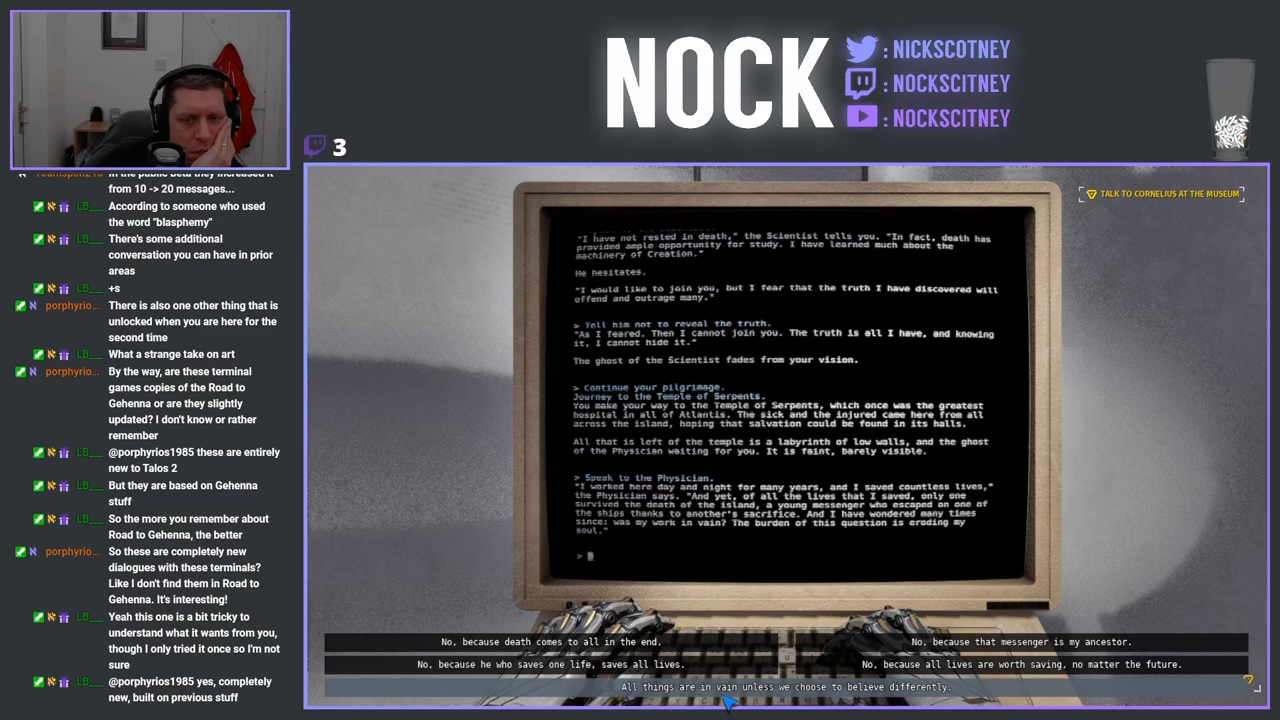 NOCK
: NICKSCOTNEY
: NOCKSCITNEY
: NOCKSCITNEY
3
In the public beta they increased it
from 10 -> 20 messages...
LB__ According to someone who used
the word "blasphemy"
LB__ There's some additional
conversation you can have in prior
areas
LB__ +s
porphyrio... There is also one other thing that is
unlocked when you are here for the
second time
LB__ What a strange take on art
porphyrio... By the way, are these terminal
games copies of the Road to
Gehenna or are they slightly
updated? I don't know or rather
remember
LB__ @porphyrios1985 these are entirely
new to Talos 2
LB__ But they are based on Gehenna
stuff
LB__ So the more you remember about
Road to Gehenna, the better
porphyrio... So these are completely new
dialogues with these terminals?
Like I don't find them in Road to
Gehenna. It's interesting!
LB__ Yeah this one is a bit tricky to
understand what it wants from you,
though I only tried it once so I'm not
sure
LB__ @porphyrios1985 yes, completely
new, built on previous stuff
TALK TO CORNELIUS AT THE MUSEUM
"I have not rested in death," the Scientist tells you. "In fact, death has
provided ample opportunity for study. I have learned much about the
machinery of Creation."
He hesitates.
"I would like to join you, but I fear that the truth I have discovered will
offend and outrage many."
> Tell him not to reveal the truth.
"As I feared. Then I cannot join you. The truth is all I have, and knowing
it, I cannot hide it."
The ghost of the Scientist fades from your vision.
> Continue your pilgrimage.
Journey to the Temple of Serpents.
You make your way to the Temple of Serpents, which once was the greatest
hospital in all of Atlantis. The sick and the injured came here from all
across the island, hoping that salvation could be found in its halls.
All that is left of the temple is a labyrinth of low walls, and the ghost
of the Physician waiting for you. It is faint, barely visible.
> Speak to the Physician.
"I worked here day and night for many years, and I saved countless lives,"
the Physician says. "And yet, of all the lives that I saved, only one
survived the death of the island, a young messenger who escaped on one of
the ships thanks to another's sacrifice. And I have wondered many times
since: was my work in vain? The burden of this question is eroding my
soul."
>
No, because death comes to all in the end.
No, because that messenger is my ancestor.
No, because he who saves one life, saves all lives.
No, because all lives are worth saving, no matter the future.
All things are in vain unless we choose to believe differently.